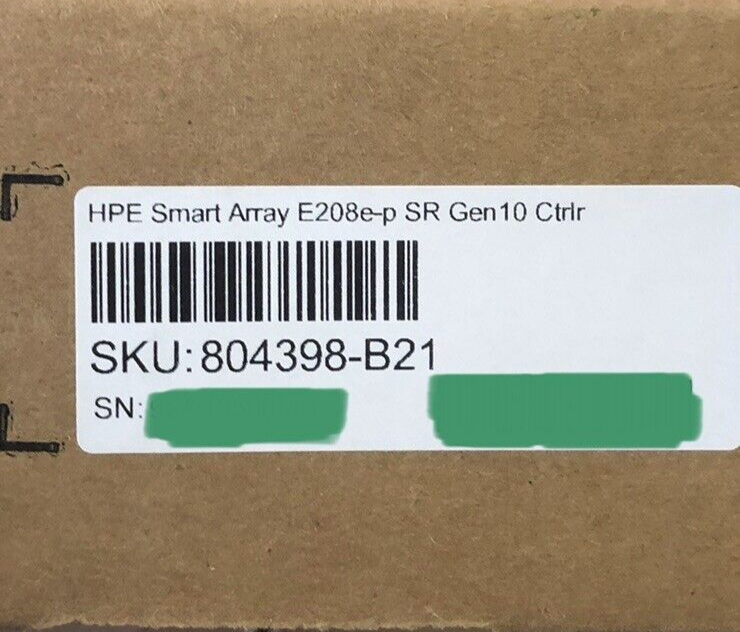 HPE Smart Array E208e-p SR Gen10 Ctrlr
SKU:804398-B21
SN: